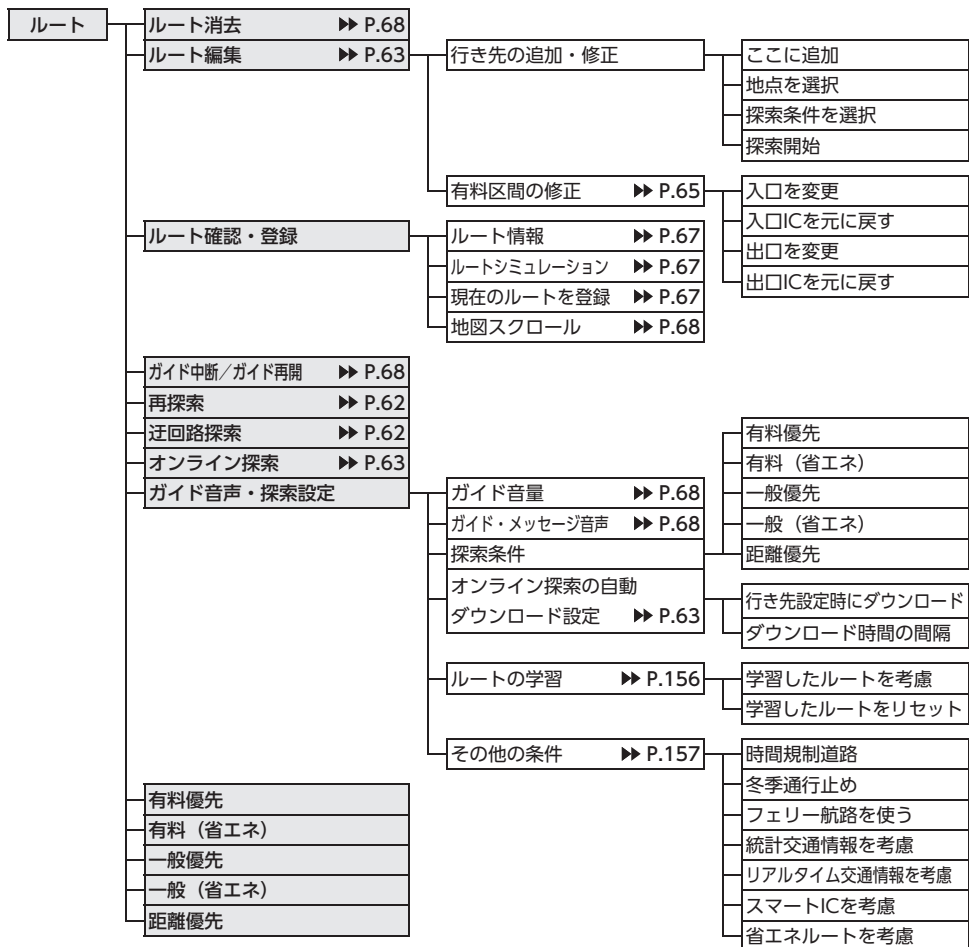 ルート
ルート消去 ▶▶ P.68
ルート編集 ▶▶ P.63
行き先の追加・修正
ここに追加
地点を選択
探索条件を選択
探索開始
有料区間の修正 ▶▶ P.65
入口を変更
入口ICを元に戻す
出口を変更
出口ICを元に戻す
ルート確認・登録
ルート情報 ▶▶ P.67
ルートシミュレーション ▶▶ P.67
現在のルートを登録 ▶▶ P.67
地図スクロール ▶▶ P.68
ガイド中断／ガイド再開 ▶▶ P.68
再探索 ▶▶ P.62
迂回路探索 ▶▶ P.62
オンライン探索 ▶▶ P.63
ガイド音声・探索設定
ガイド音量 ▶▶ P.68
ガイド・メッセージ音声 ▶▶ P.68
探索条件
有料優先
有料（省エネ）
一般優先
一般（省エネ）
距離優先
オンライン探索の自動
ダウンロード設定 ▶▶ P.63
行き先設定時にダウンロード
ダウンロード時間の間隔
ルートの学習 ▶▶ P.156
学習したルートを考慮
学習したルートをリセット
その他の条件 ▶▶ P.157
時間規制道路
冬季通行止め
フェリー航路を使う
統計交通情報を考慮
リアルタイム交通情報を考慮
スマートICを考慮
省エネルートを考慮
有料優先
有料（省エネ）
一般優先
一般（省エネ）
距離優先